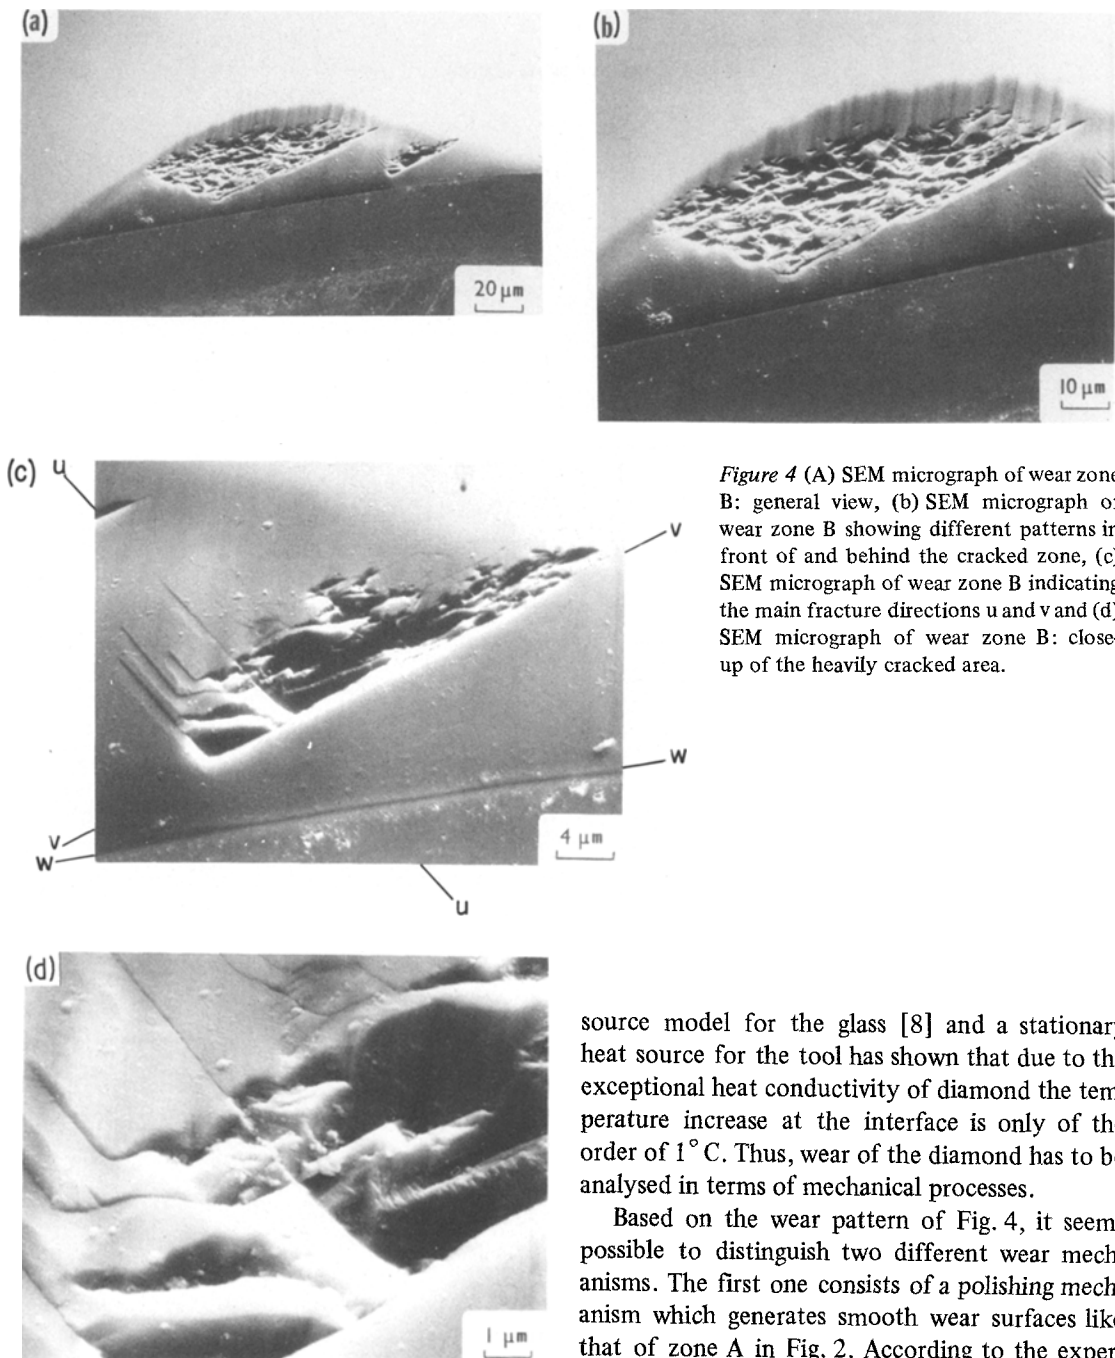 (a)
(b)
20 μm
10 μm
(c)
u
v
w
v
w
4 μm
u
Figure 4 (A) SEM micrograph of wear zone
B: general view, (b) SEM micrograph of
wear zone B showing different patterns in
front of and behind the cracked zone, (c)
SEM micrograph of wear zone B indicating
the main fracture directions u and v and (d)
SEM micrograph of wear zone B: close-
up of the heavily cracked area.
(d)
1 μm
source model for the glass [8] and a stationary
heat source for the tool has shown that due to th
exceptional heat conductivity of diamond the tem
perature increase at the interface is only of th
order of 1° C. Thus, wear of the diamond has to b
analysed in terms of mechanical processes.
Based on the wear pattern of Fig. 4, it seem
possible to distinguish two different wear mech
anisms. The first one consists of a polishing mech
anism which generates smooth wear surfaces like
that of zone A in Fig. 2. According to the exper